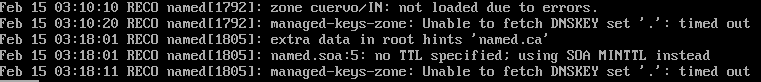 Feb 15 03:10:10 RECO named[1792]: zone cuervo/IN: not loaded due to errors.
Feb 15 03:10:20 RECO named[1792]: managed-keys-zone: Unable to fetch DNSKEY set '.': timed out
Feb 15 03:18:01 RECO named[1805]: extra data in root hints 'named.ca'
Feb 15 03:18:01 RECO named[1805]: named.soa:5: no TTL specified; using SOA MINTTL instead
Feb 15 03:18:11 RECO named[1805]: managed-keys-zone: Unable to fetch DNSKEY set '.': timed out